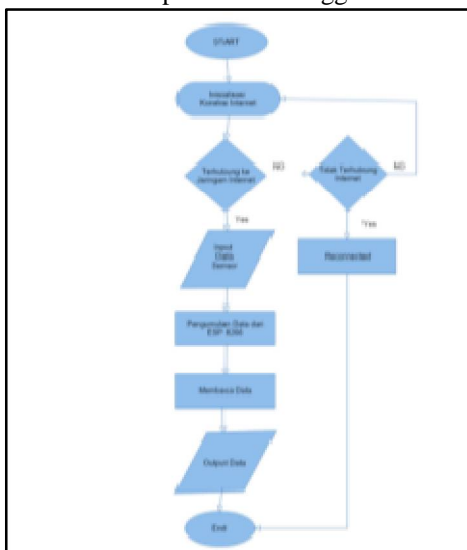 START
Inisialisasi
Koneksi Internet
Terhubung ke
Jaringan Internet
NO
Tidak Terhubung
Internet
NO
Yes
Yes
Input
Data
Sensor
Reconnected
Pengumpulan Data dari
ESP 8266
Membaca Data
Output Data
End